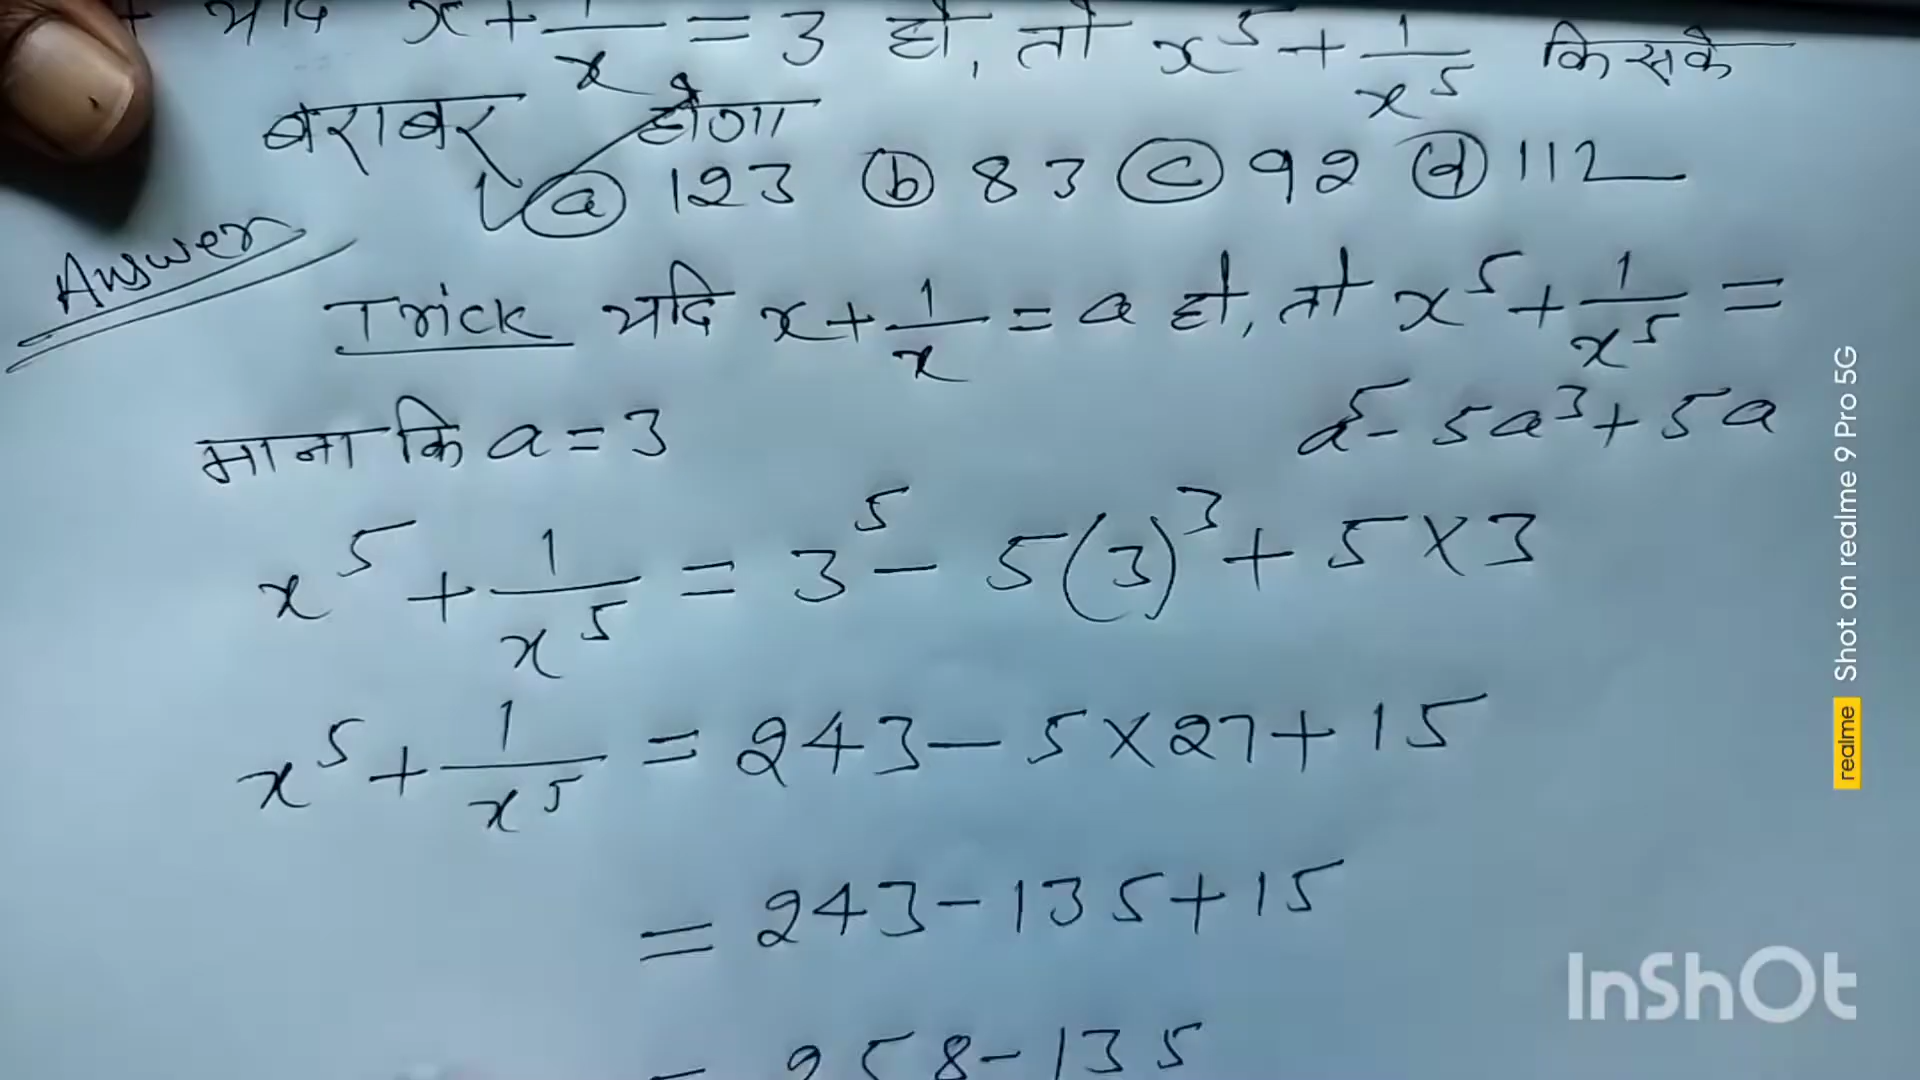 यदि x + 1/x = 3 हो, तो x⁵ + 1/x⁵ किसके
बराबर होगा
ⓐ 123 ⓑ 83 ⓒ 92 ⓓ 112
Answer
Trick यदि x + 1/x = a हो, तो x⁵ + 1/x⁵ =
a⁵ - 5a³ + 5a
माना कि a = 3
x⁵ + 1/x⁵ = 3⁵ - 5(3)³ + 5 × 3
x⁵ + 1/x⁵ = 243 - 5 × 27 + 15
= 243 - 135 + 15
= 258 - 135
realme Shot on realme 9 Pro 5G
InShOt